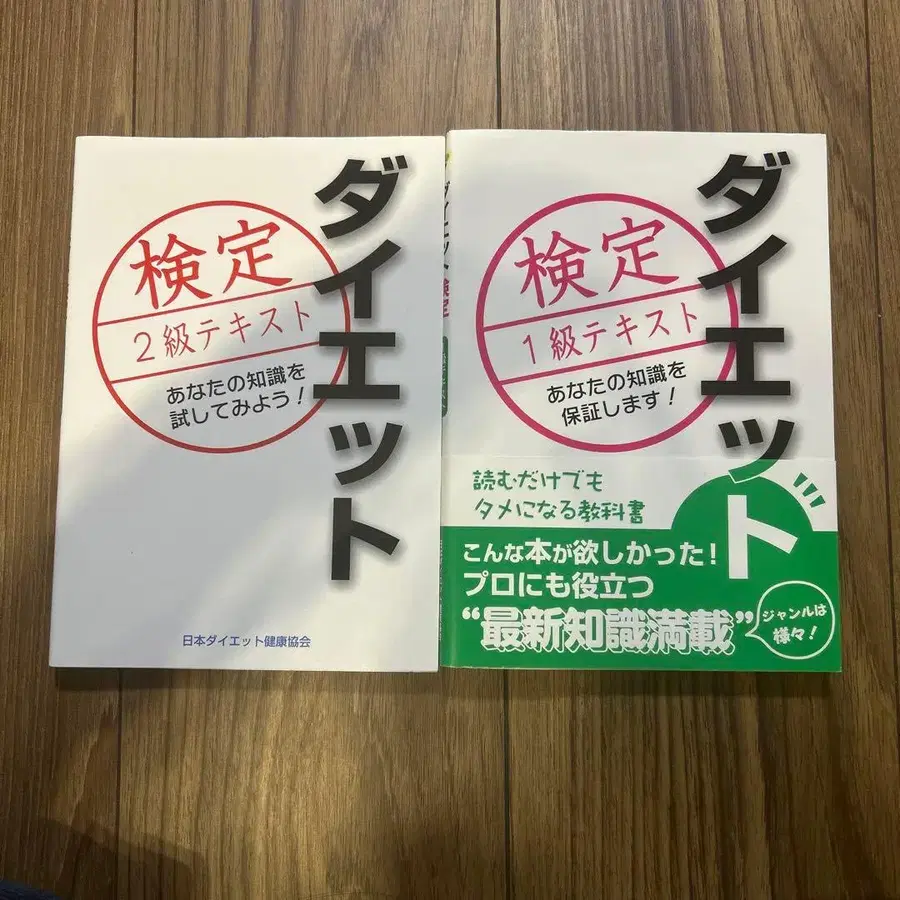 ダイエット
検定
2級テキスト
あなたの知識を
試してみよう!
日本ダイエット健康協会
ダイエット
検定
1級テキスト
あなたの知識を
保証します!
読むだけでも
タメになる教科書
こんな本が欲しかった!
プロにも役立つ
“最新知識満載”
ジャンルは
様々!